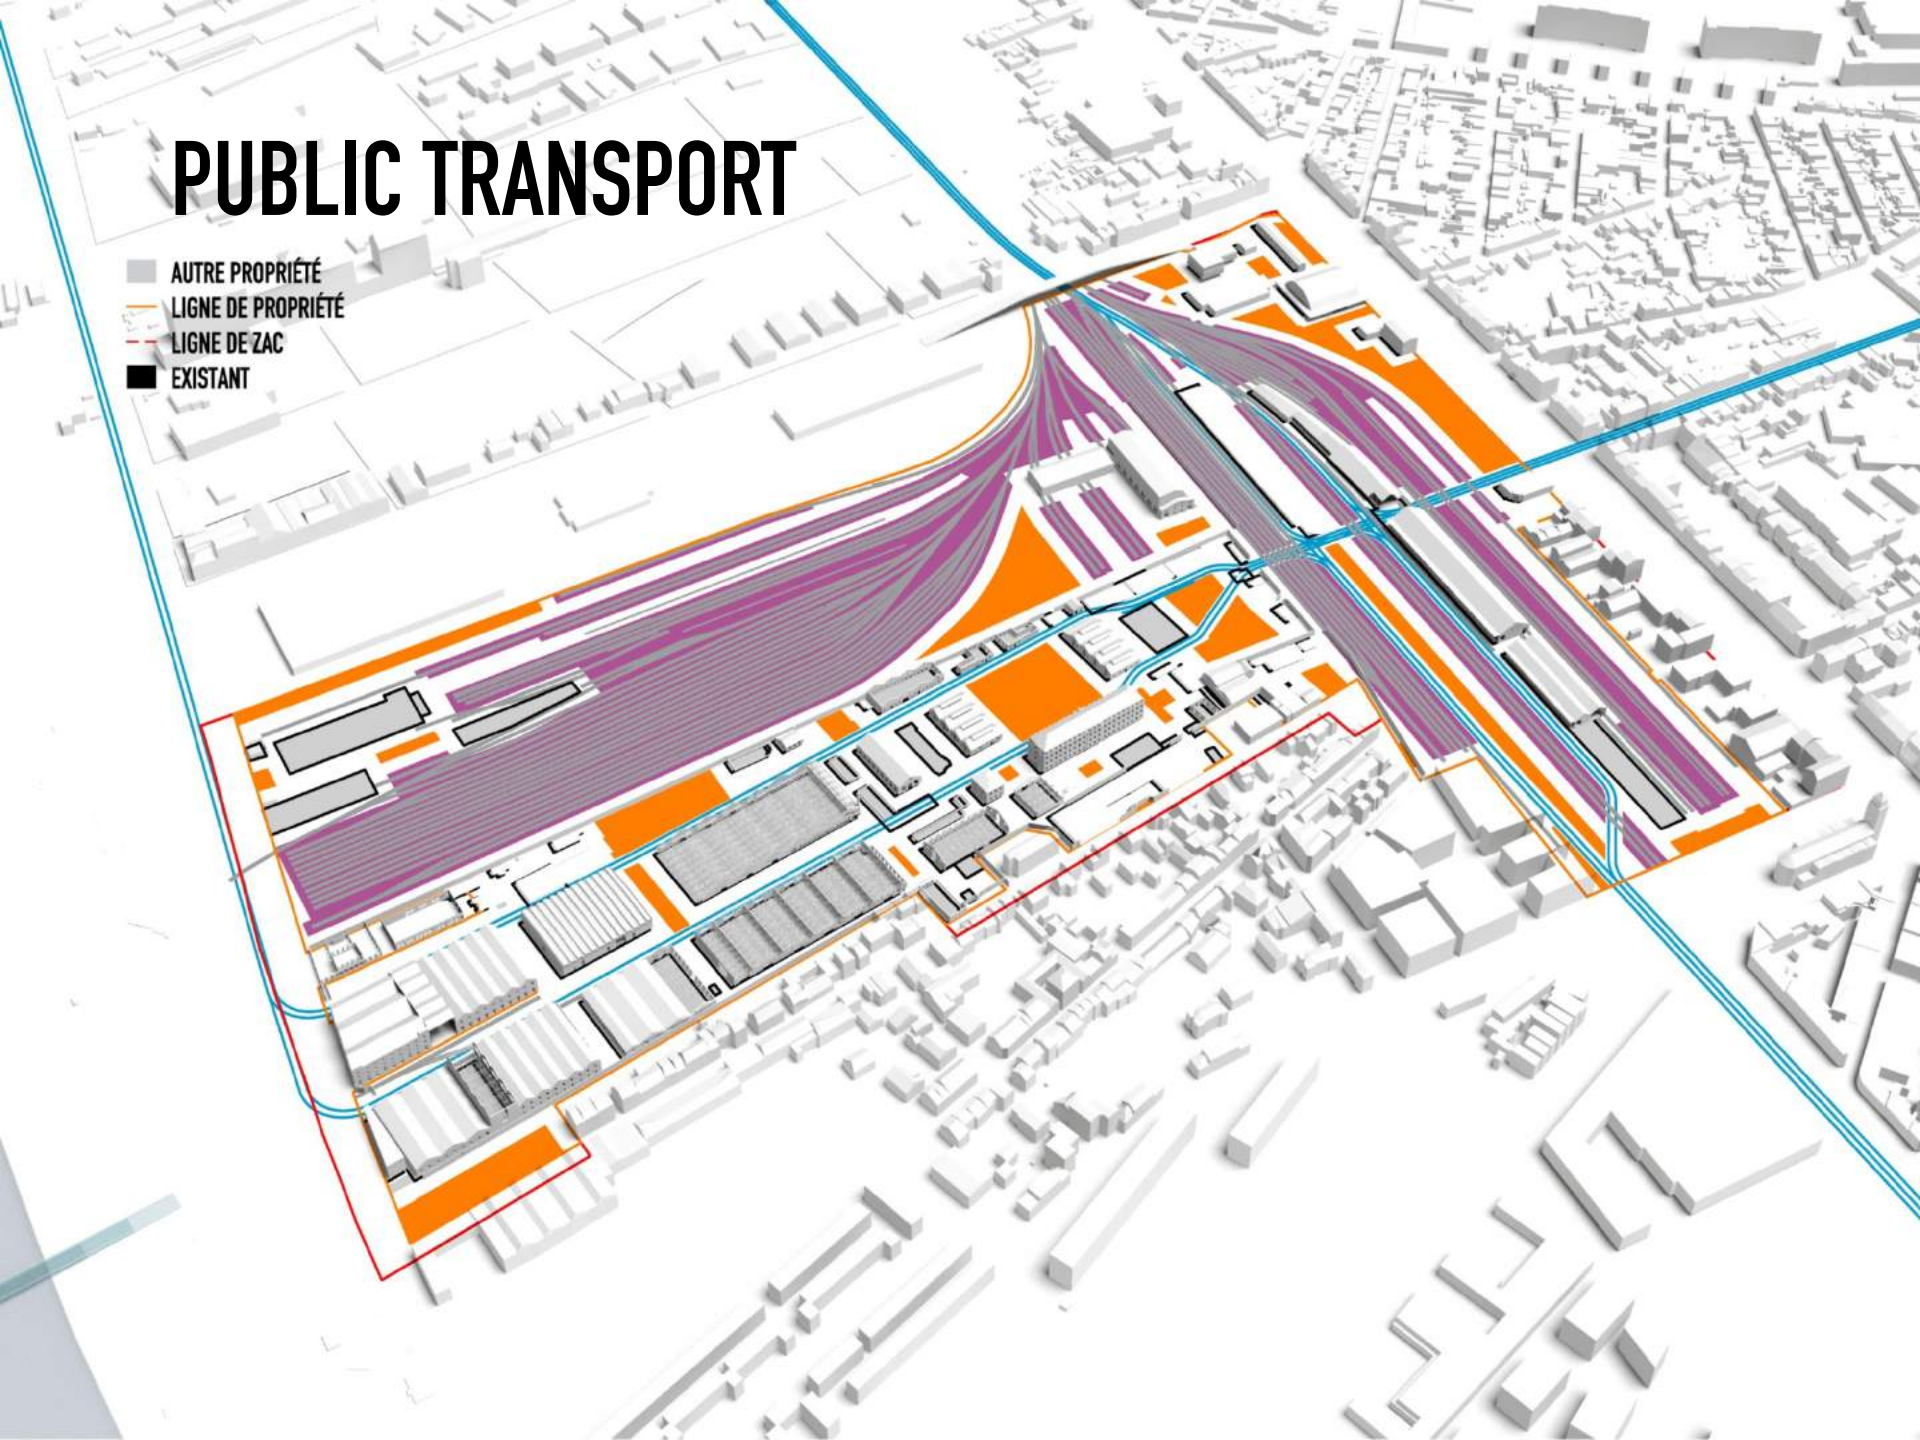 PUBLIC TRANSPORT
AUTRE PROPRIÉTÉ
LIGNE DE PROPRIÉTÉ
LIGNE DE ZAC
EXISTANT